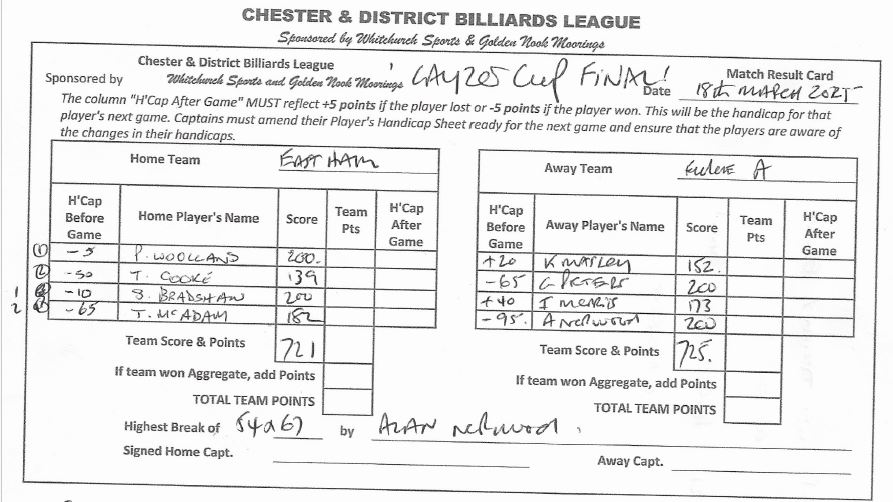 CHESTER & DISTRICT BILLIARDS LEAGUE
Sponsored by Whitchurch Sports & Golden Nook Moorings
Chester & District Billiards League
Sponsored by Whitchurch Sports and Golden Nook Moorings
CUP FINAL!
Match Result Card
Date 18th MARCH 2025
The column "H'Cap After Game" MUST reflect +5 points if the player lost or -5 points if the player won. This will be the handicap for that
player's next game. Captains must amend their Player's Handicap Sheet ready for the next game and ensure that the players are aware of
the changes in their handicaps.
Home Team EASTHAM
H'Cap Before Game Home Player's Name Score Team Pts H'Cap After Game
① -5 P. WOOLLAND 200.
② -50 T. COOKE 139
1 -10 S. BRADSHAW 200
2 -65 T. McADAM 182
Team Score & Points 721
If team won Aggregate, add Points
TOTAL TEAM POINTS
Away Team A
H'Cap Before Game Away Player's Name Score Team Pts H'Cap After Game
+20 K 152.
-65 G PETERS 200
+40 I MORRIS 173
-95. A NORWOOD 200
Team Score & Points 725.
If team won Aggregate, add Points
TOTAL TEAM POINTS
Highest Break of 54 & 67 by ALAN NORWOOD
Signed Home Capt.
Away Capt.